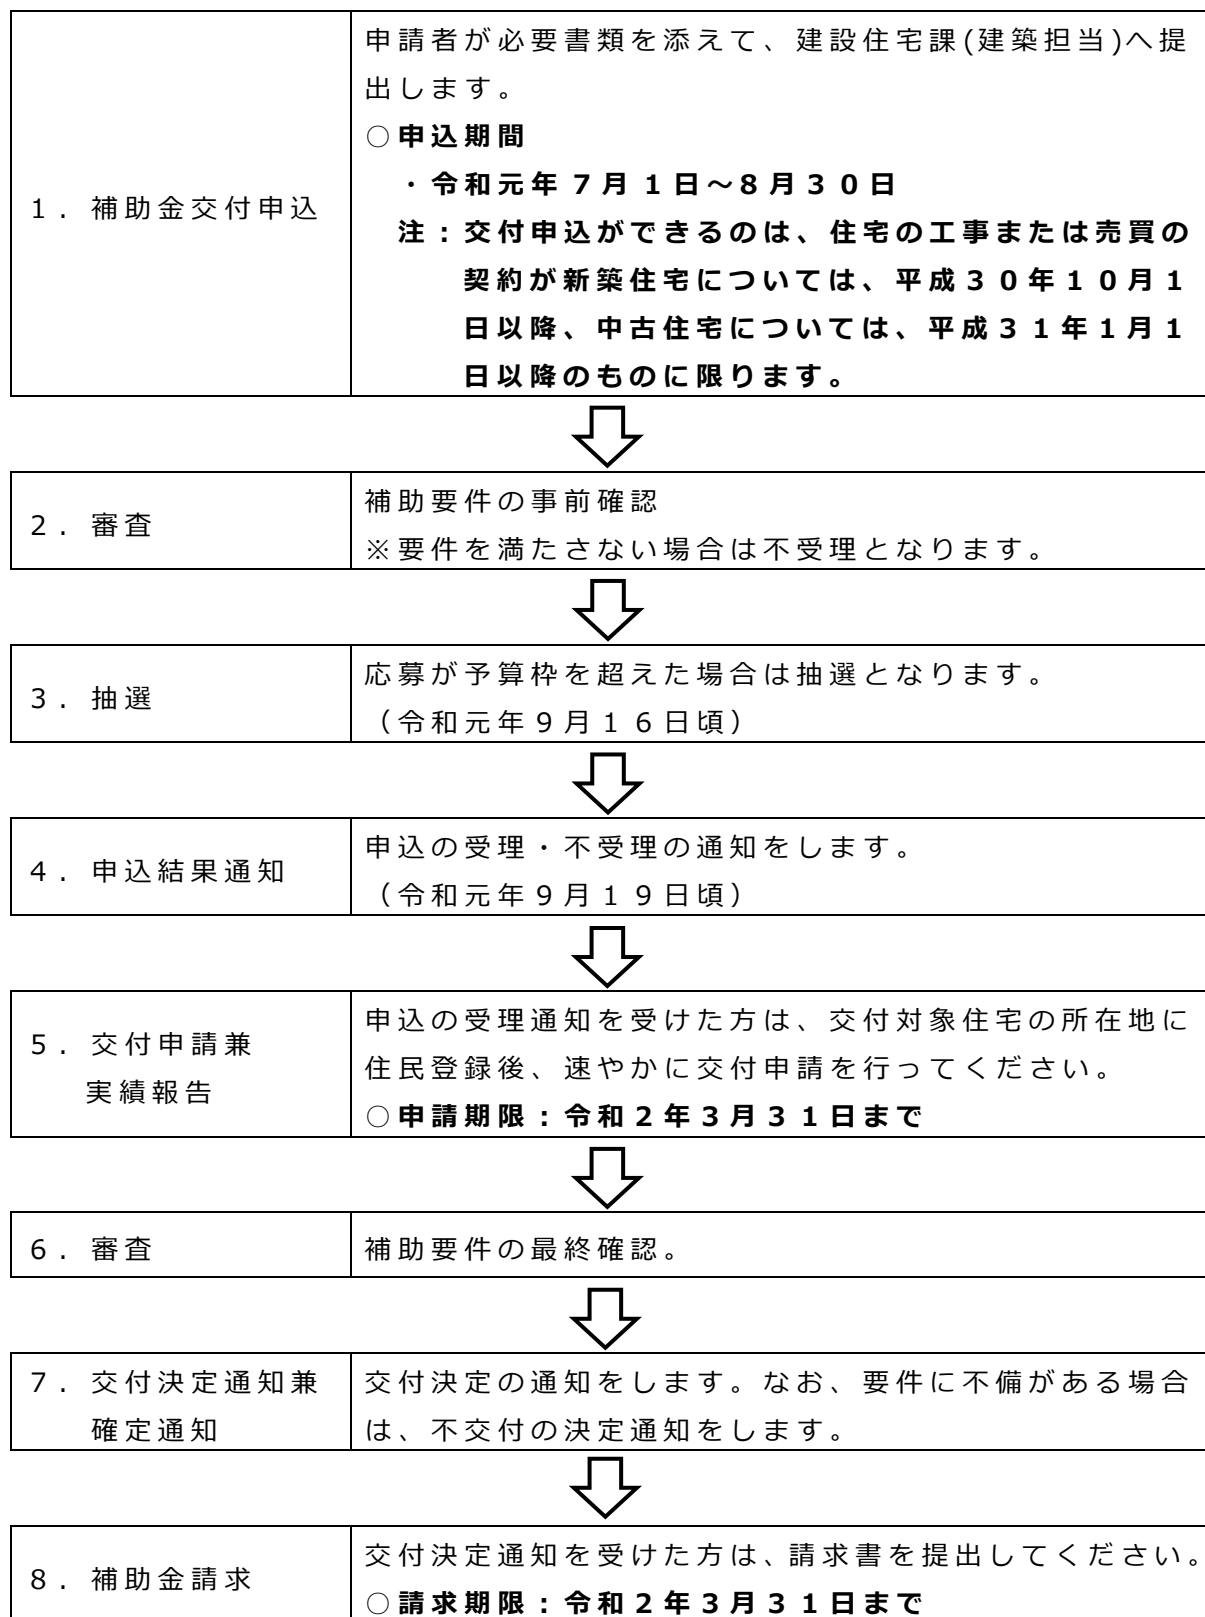 1．補助金交付申込
申請者が必要書類を添えて、建設住宅課(建築担当)へ提
出します。
○申込期間
・令和元年７月１日～8月３０日
注：交付申込ができるのは、住宅の工事または売買の
契約が新築住宅については、平成３０年１０月１
日以降、中古住宅については、平成３１年１月１
日以降のものに限ります。
2．審査
補助要件の事前確認
※要件を満たさない場合は不受理となります。
3．抽選
応募が予算枠を超えた場合は抽選となります。
（令和元年９月１６日頃）
4．申込結果通知
申込の受理・不受理の通知をします。
（令和元年９月１９日頃）
5．交付申請兼
実績報告
申込の受理通知を受けた方は、交付対象住宅の所在地に
住民登録後、速やかに交付申請を行ってください。
○申請期限：令和２年３月３１日まで
6．審査
補助要件の最終確認。
7．交付決定通知兼
確定通知
交付決定の通知をします。なお、要件に不備がある場合
は、不交付の決定通知をします。
8．補助金請求
交付決定通知を受けた方は、請求書を提出してください。
○請求期限：令和２年３月３１日まで